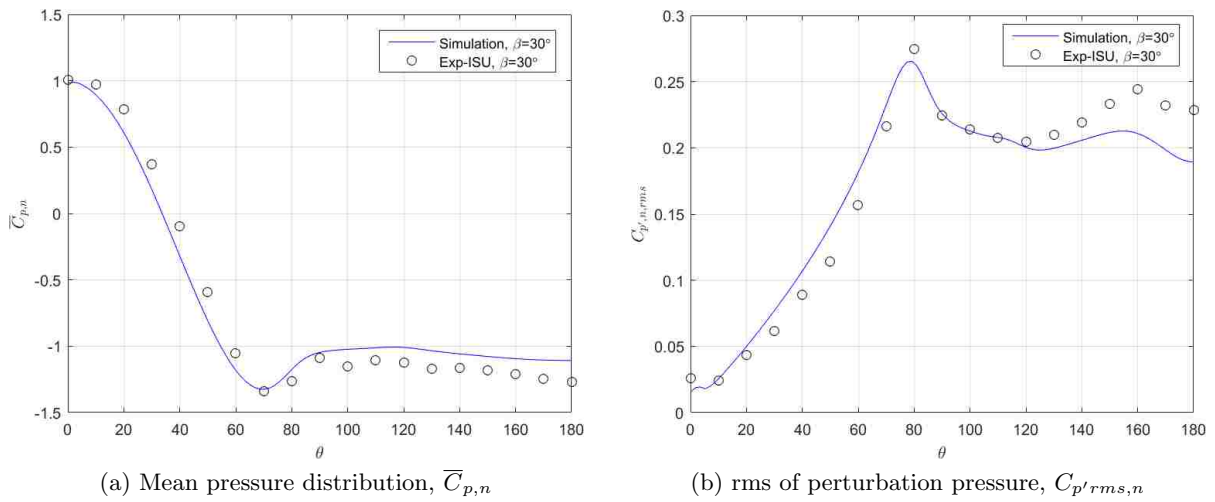 1.5
1
0.5
0
-0.5
-1
-1.5
0 20 40 60 80 100 120 140 160 180
θ
C̅p,n
Simulation, β=30°
Exp-ISU, β=30°
(a) Mean pressure distribution, C̅p,n
0.3
0.25
0.2
0.15
0.1
0.05
0
0 20 40 60 80 100 120 140 160 180
θ
Cp′,n,rms
Simulation, β=30°
Exp-ISU, β=30°
(b) rms of perturbation pressure, Cp′rms,n